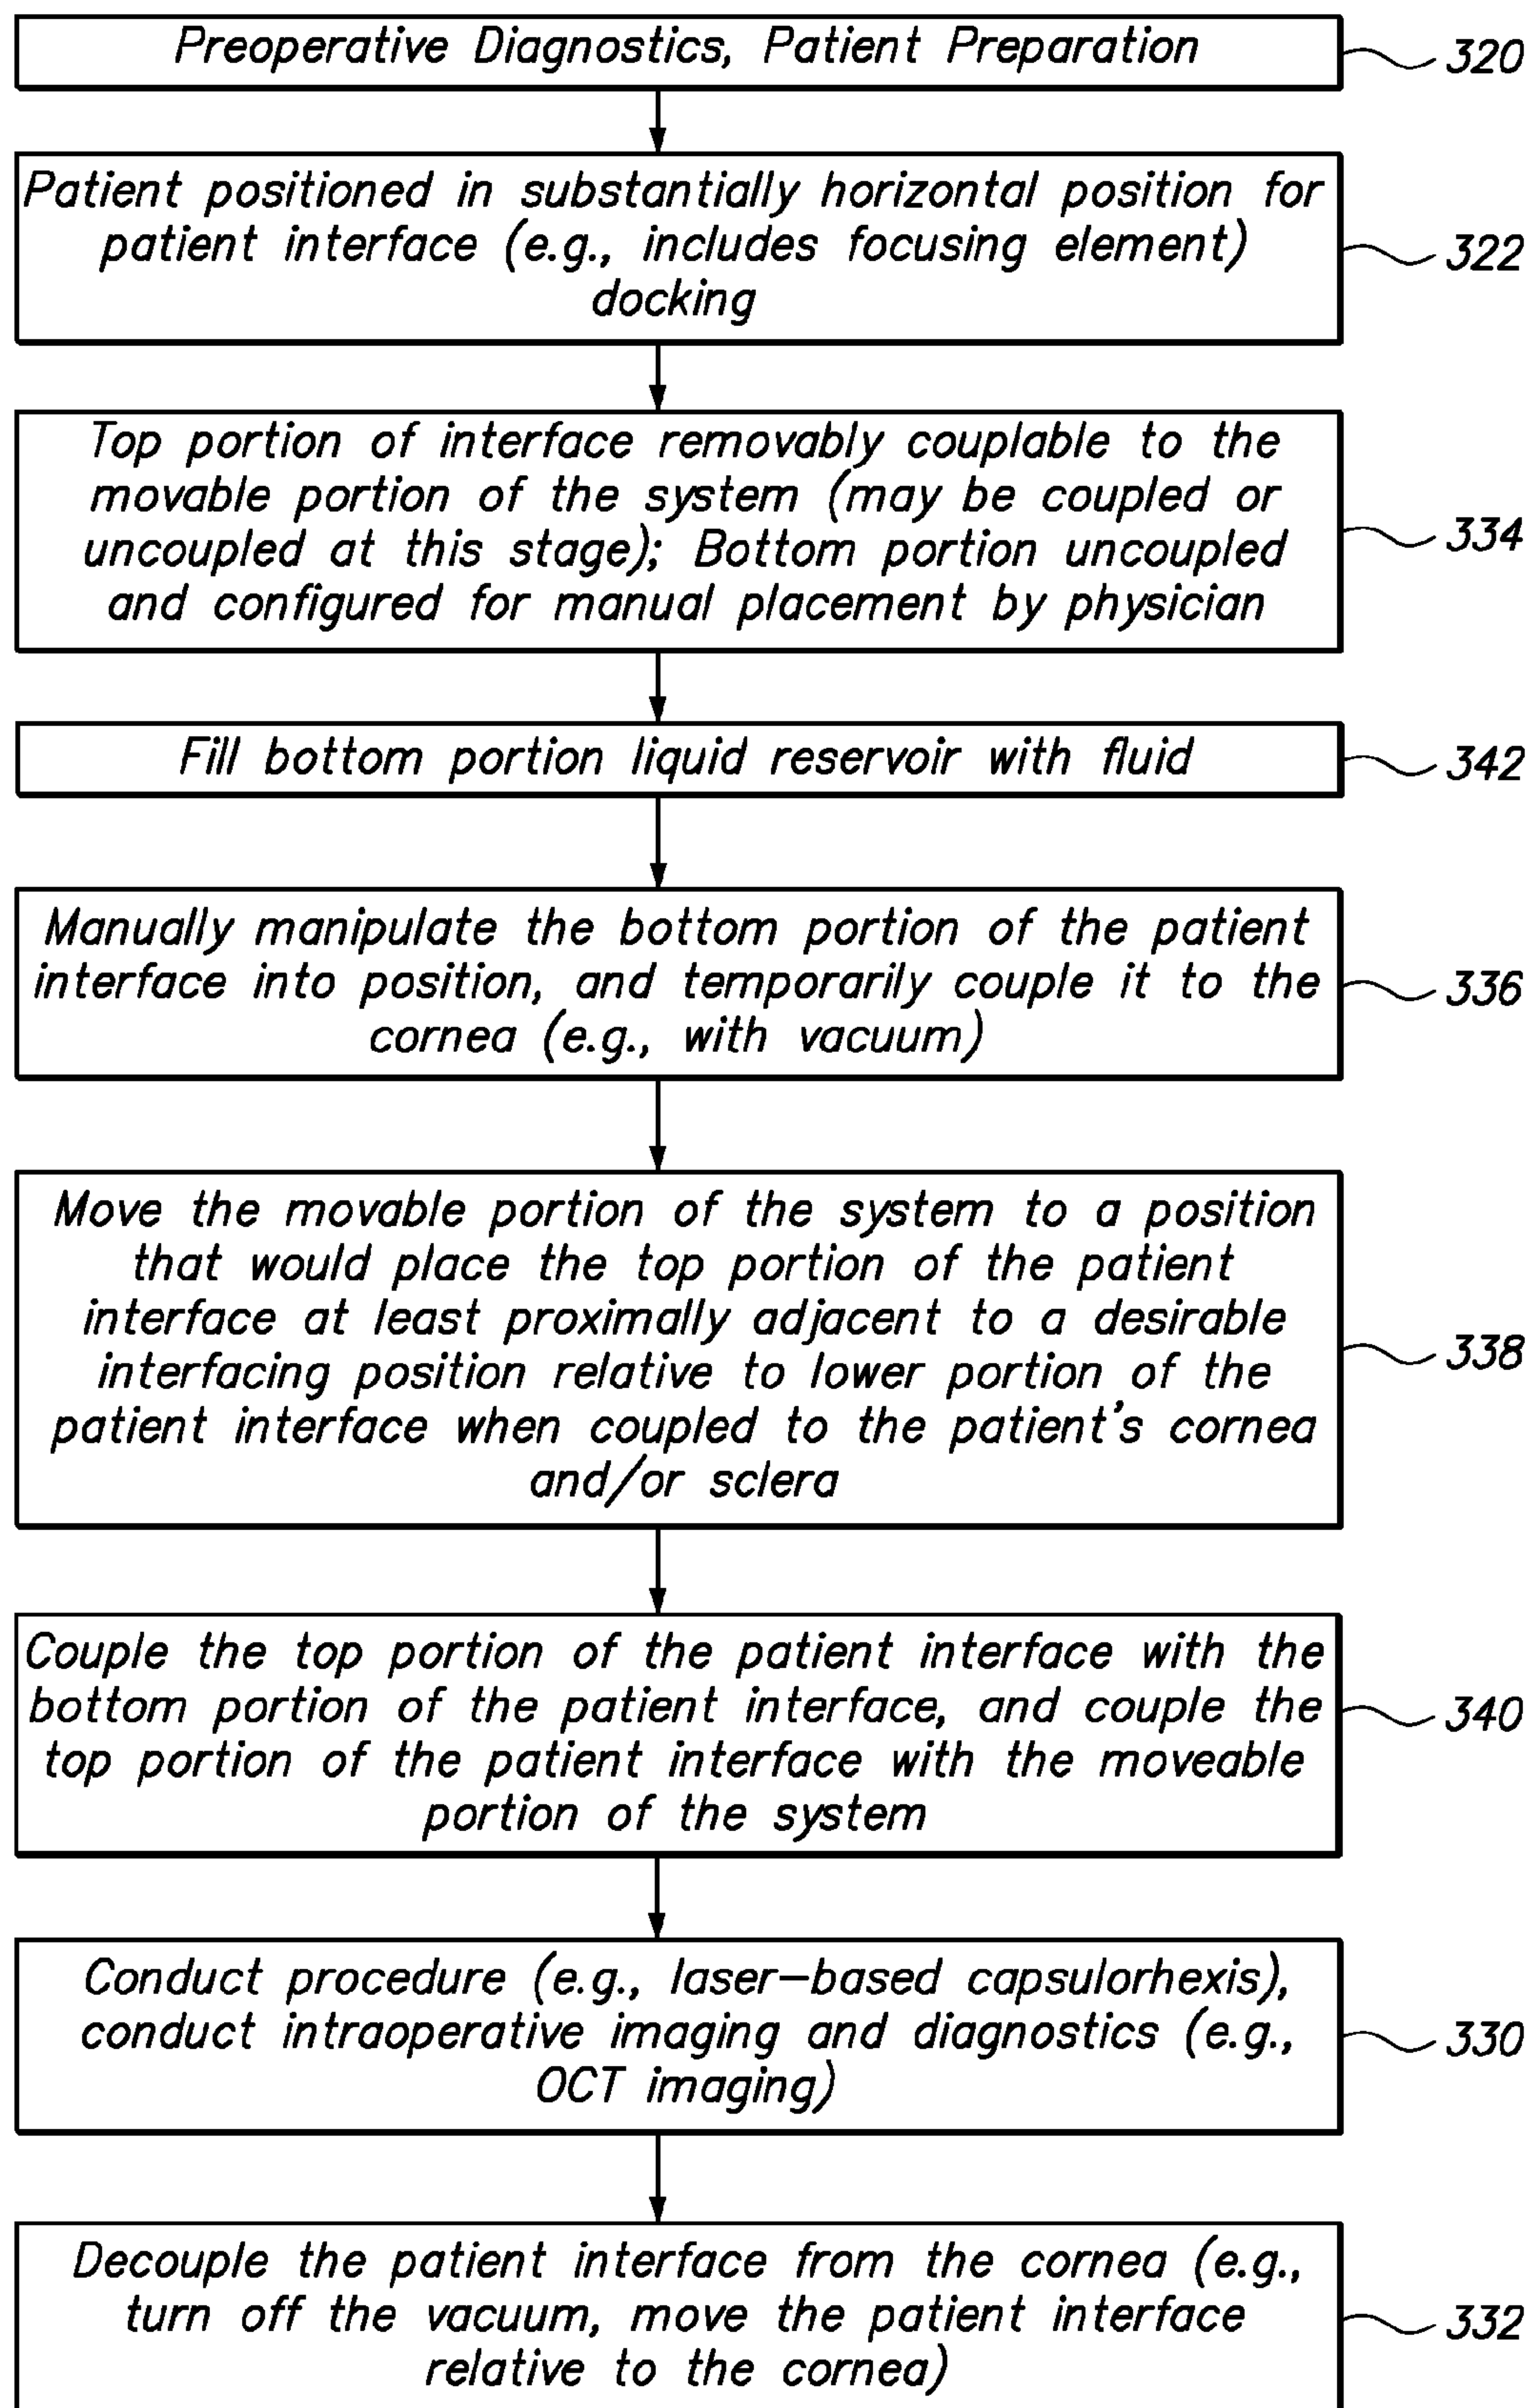 Preoperative Diagnostics, Patient Preparation
320
Patient positioned in substantially horizontal position for
patient interface (e.g., includes focusing element)
docking
322
Top portion of interface removably couplable to the
movable portion of the system (may be coupled or
uncoupled at this stage); Bottom portion uncoupled
and configured for manual placement by physician
334
Fill bottom portion liquid reservoir with fluid
342
Manually manipulate the bottom portion of the patient
interface into position, and temporarily couple it to the
cornea (e.g., with vacuum)
336
Move the movable portion of the system to a position
that would place the top portion of the patient
interface at least proximally adjacent to a desirable
interfacing position relative to lower portion of the
patient interface when coupled to the patient's cornea
and/or sclera
338
Couple the top portion of the patient interface with the
bottom portion of the patient interface, and couple the
top portion of the patient interface with the moveable
portion of the system
340
Conduct procedure (e.g., laser-based capsulorhexis),
conduct intraoperative imaging and diagnostics (e.g.,
OCT imaging)
330
Decouple the patient interface from the cornea (e.g.,
turn off the vacuum, move the patient interface
relative to the cornea)
332